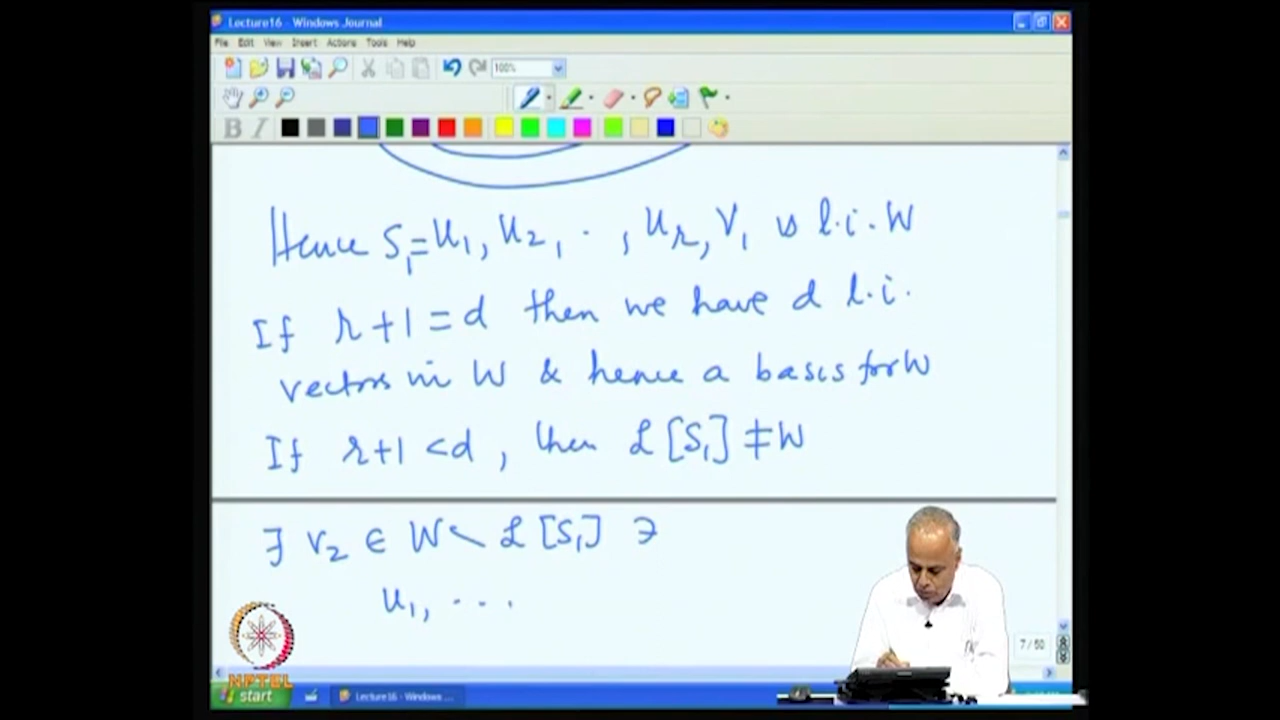 Lecture16 - Windows Journal
File Edit View Insert Actions Tools Help
100%
B I
Hence S₁ = u₁, u₂, ·, uᵣ, v₁ is l.i. W
If r+1 = d then we have d l.i.
vectors in W & hence a basis for W
If r+1 < d, then ℒ[S₁] ≠ W
∃ v₂ ∈ W \ ℒ[S₁] ∋
u₁, ...
7 / 50
NPTEL
start Lecture16 - Windows ...